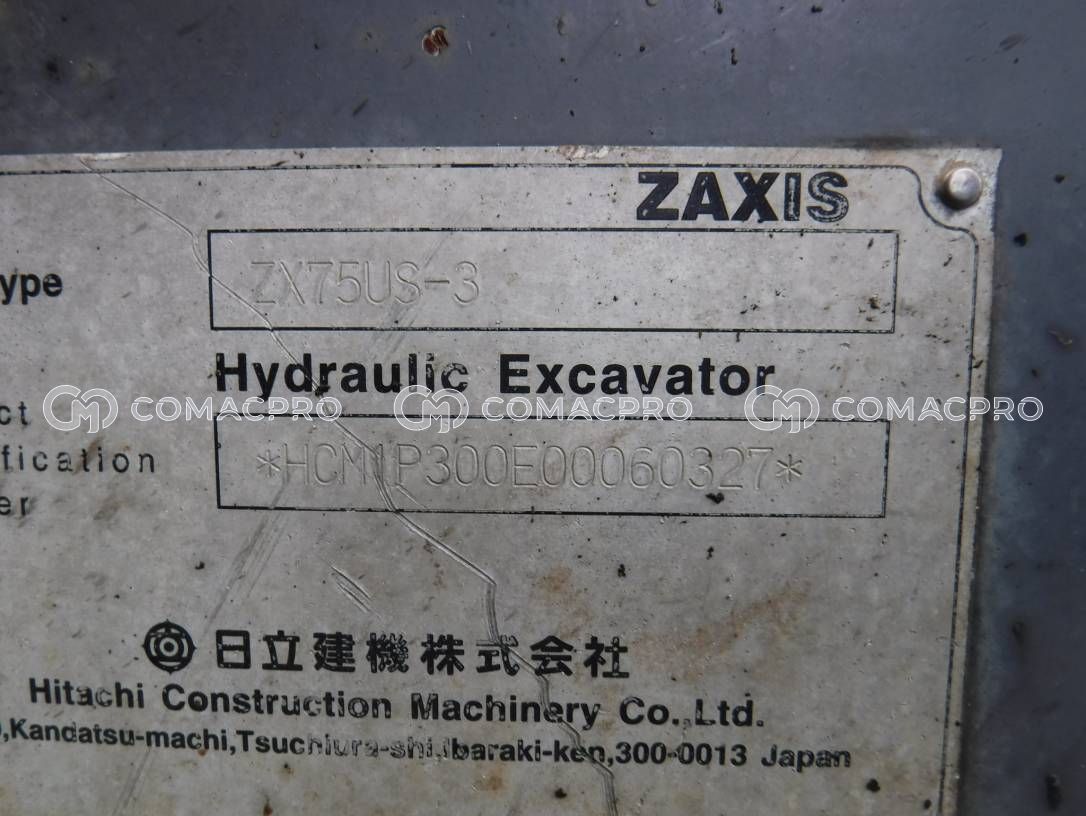 ZAXIS
ype
ZX75US-3
Hydraulic Excavator
COMACPRO COMACPRO COMACPRO
ct
fication
*HCM1P300E00060327*
er
日立建機株式会社
Hitachi Construction Machinery Co.,Ltd.
,Kandatsu-machi,Tsuchiura-shi,Ibaraki-ken,300-0013 Japan